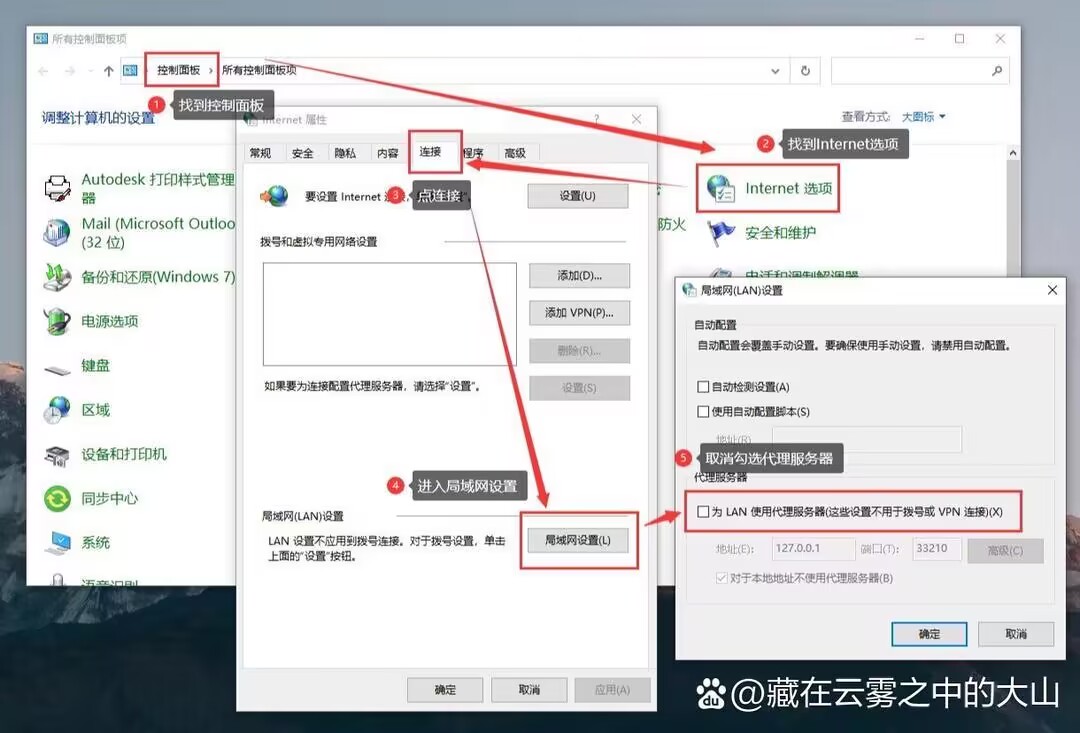 所有控制面板项
控制面板 > 所有控制面板项
1 找到控制面板
调整计算机的设置
查看方式: 大图标
2 找到Internet选项
Autodesk 打印样式管理
器
Mail (Microsoft Outloo
(32 位)
备份和还原(Windows 7)
电源选项
键盘
区域
设备和打印机
同步中心
系统
语音识别
防火
Internet 选项
安全和维护
电话和调制解调器
Internet 属性
?
常规
安全
隐私
内容
连接
程序
高级
要设置 Internet
3 点连接
设置(U)
拨号和虚拟专用网络设置
添加(D)...
添加 VPN(P)...
删除(R)...
如果要为连接配置代理服务器，请选择“设置”。
设置(S)
4 进入局域网设置
局域网(LAN)设置
LAN 设置不应用到拨号连接。对于拨号设置，单击
上面的“设置”按钮。
局域网设置(L)
确定
取消
应用(A)
局域网(LAN)设置
自动配置
自动配置会覆盖手动设置。要确保使用手动设置，请禁用自动配置。
自动检测设置(A)
使用自动配置脚本(S)
地址(R)
5 取消勾选代理服务器
代理服务器
为 LAN 使用代理服务器(这些设置不用于拨号或 VPN 连接)(X)
地址(E): 127.0.0.1 端口(T): 33210 高级(C)
对于本地地址不使用代理服务器(B)
确定
取消
du @藏在云雾之中的大山